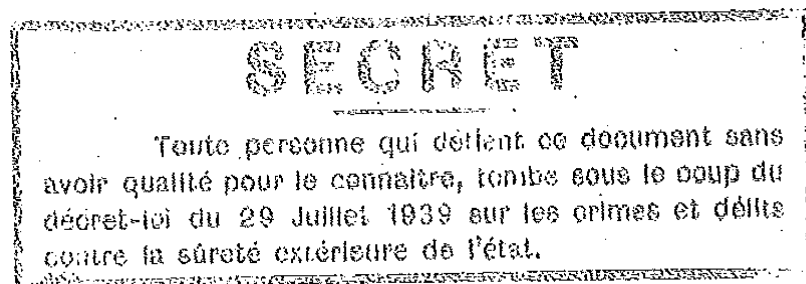 SECRET
Toute personne qui détient ce document sans
avoir qualité pour le connaître, tombe sous le coup du
décret-loi du 29 Juillet 1939 sur les crimes et délits
contre la sûreté extérieure de l'état.